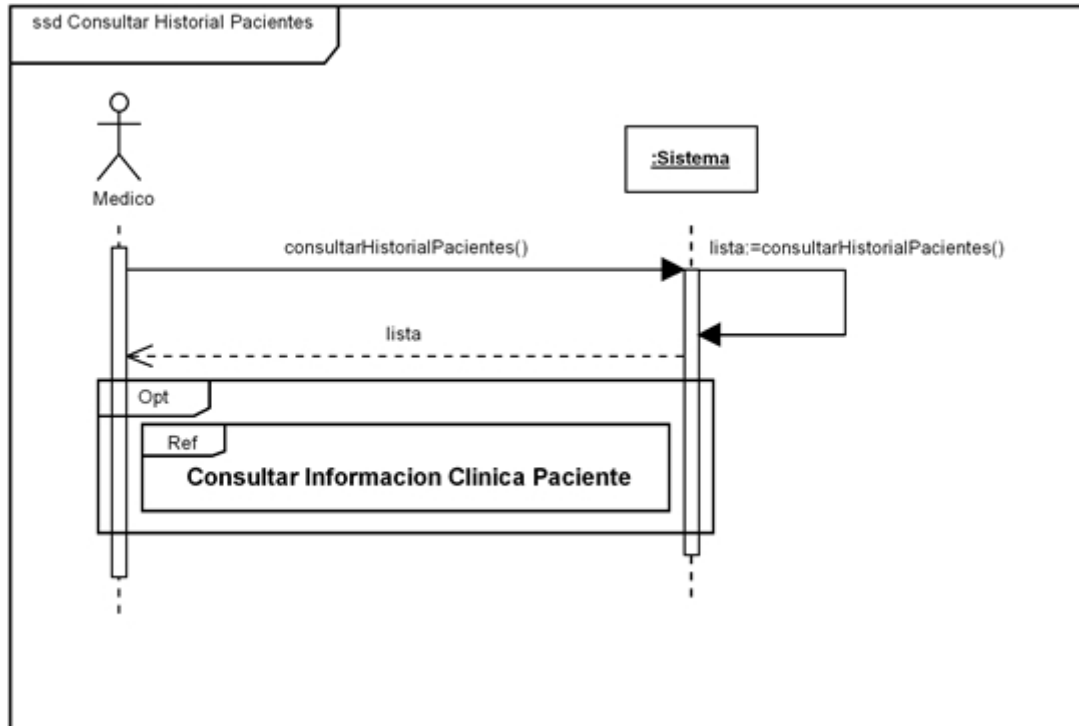 ssd Consultar Historial Pacientes
Medico
:Sistema
consultarHistorialPacientes()
lista:=consultarHistorialPacientes()
lista
Opt
Ref
Consultar Informacion Clinica Paciente